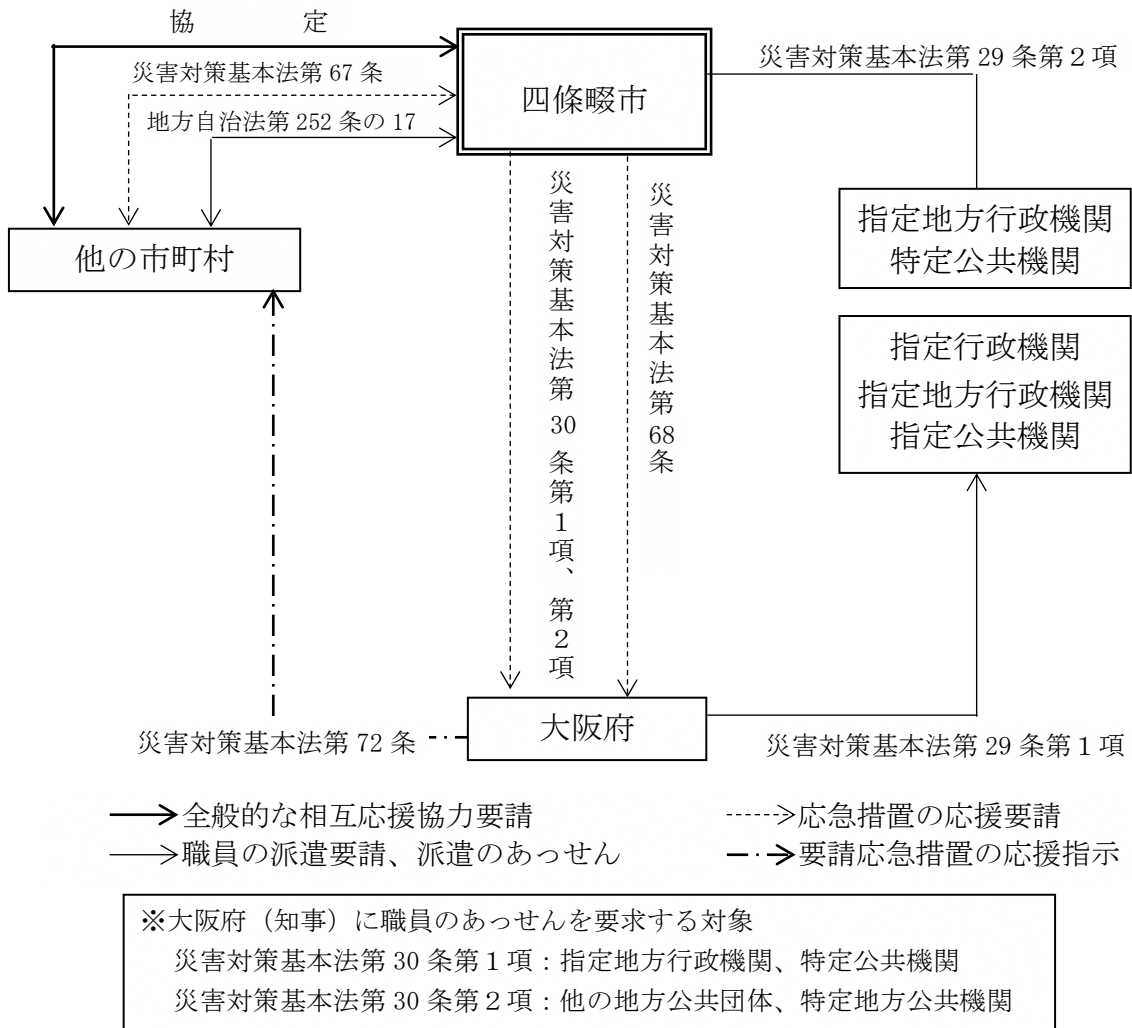 協　　定
災害対策基本法第 67 条
地方自治法第 252 条の 17
四條畷市
災害対策基本法第 29 条第２項
指定地方行政機関
特定公共機関
他の市町村
指定行政機関
指定地方行政機関
指定公共機関
災害対策基本法第 30 条第１項、第２項
災害対策基本法第 68 条
大阪府
災害対策基本法第 72 条
災害対策基本法第 29 条第１項
全般的な相互応援協力要請
応急措置の応援要請
職員の派遣要請、派遣のあっせん
要請応急措置の応援指示
※大阪府（知事）に職員のあっせんを要求する対象
災害対策基本法第 30 条第１項：指定地方行政機関、特定公共機関
災害対策基本法第 30 条第２項：他の地方公共団体、特定地方公共機関